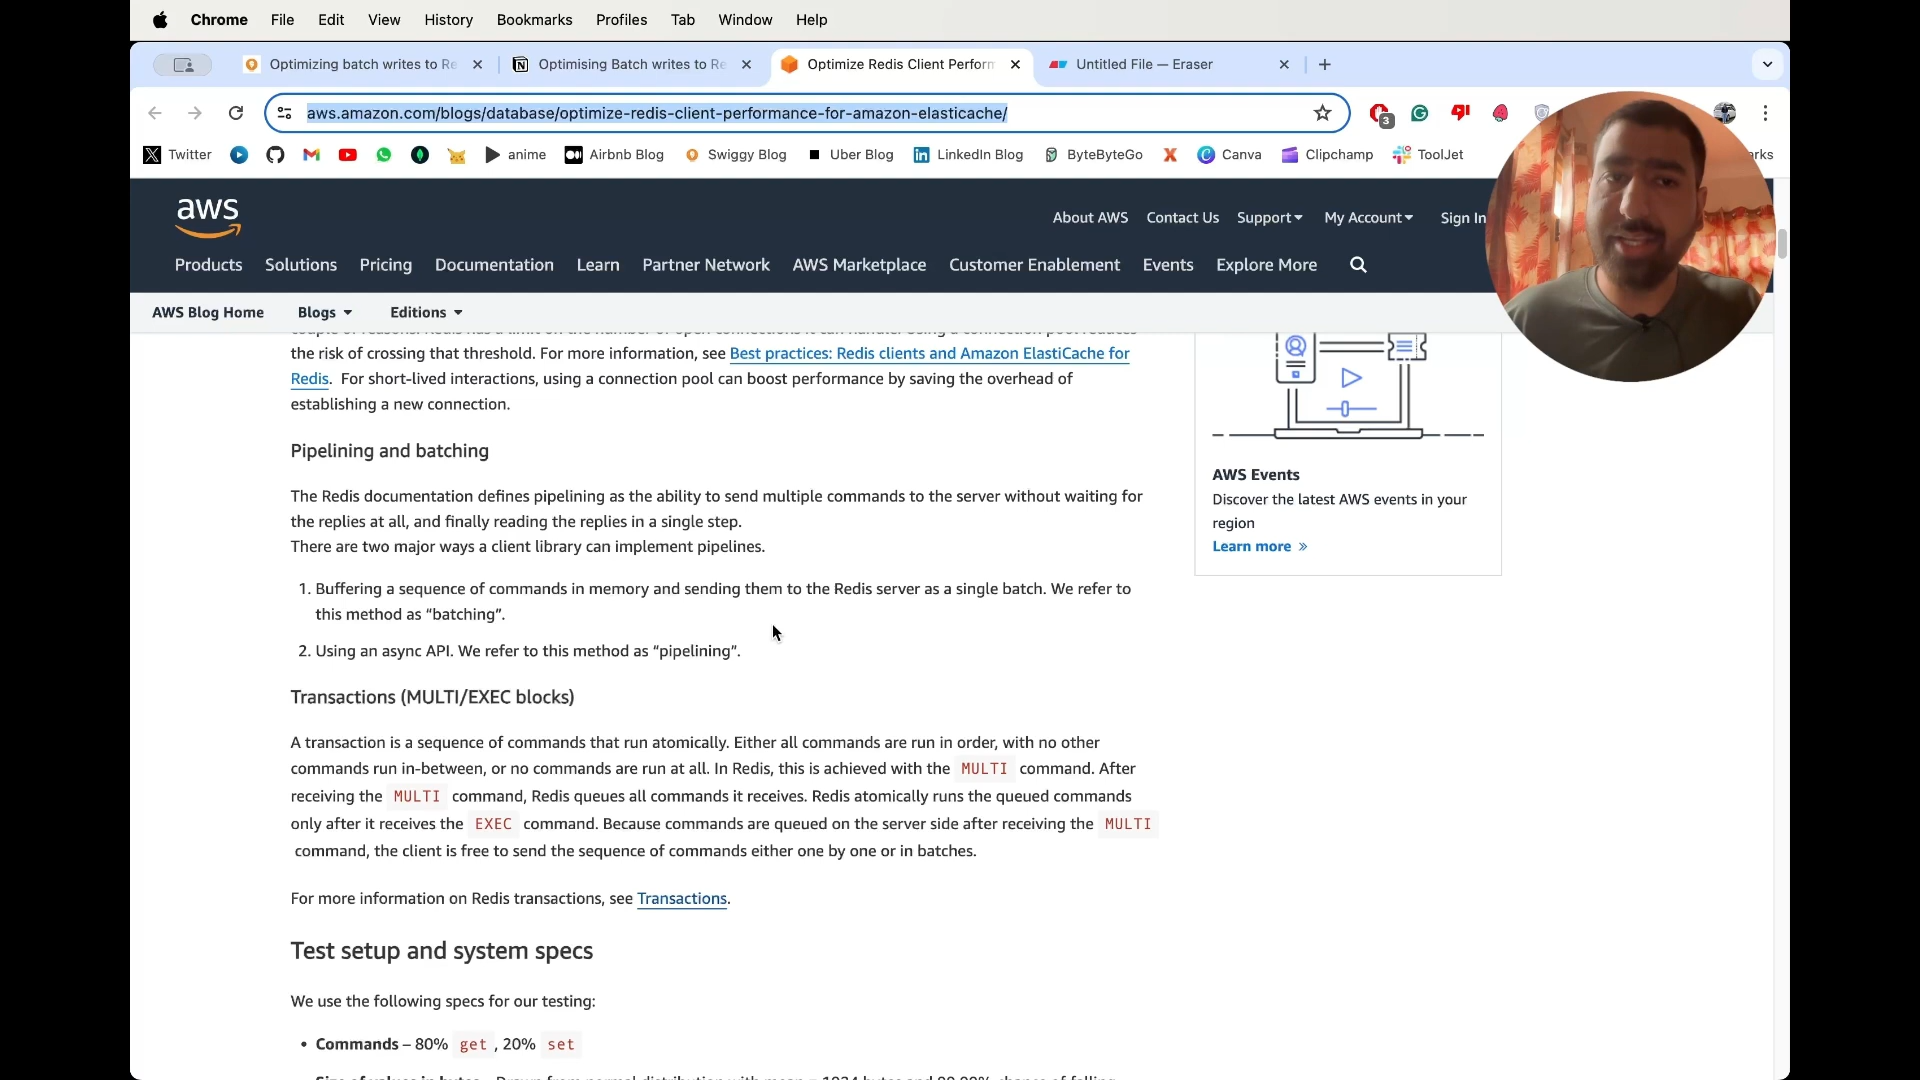 Chrome File Edit View History Bookmarks Profiles Tab Window Help
Optimizing batch writes to Re
Optimising Batch writes to Re
Optimize Redis Client Perform
Untitled File — Eraser
aws.amazon.com/blogs/database/optimize-redis-client-performance-for-amazon-elasticache/
3
Twitter anime Airbnb Blog Swiggy Blog Uber Blog LinkedIn Blog ByteByteGo Canva Clipchamp ToolJet
aws
About AWS Contact Us Support My Account Sign In
Products Solutions Pricing Documentation Learn Partner Network AWS Marketplace Customer Enablement Events Explore More
AWS Blog Home Blogs Editions
the risk of crossing that threshold. For more information, see Best practices: Redis clients and Amazon ElastiCache for
Redis. For short-lived interactions, using a connection pool can boost performance by saving the overhead of
establishing a new connection.
Pipelining and batching
The Redis documentation defines pipelining as the ability to send multiple commands to the server without waiting for
the replies at all, and finally reading the replies in a single step.
There are two major ways a client library can implement pipelines.
1. Buffering a sequence of commands in memory and sending them to the Redis server as a single batch. We refer to
this method as “batching”.
2. Using an async API. We refer to this method as “pipelining”.
Transactions (MULTI/EXEC blocks)
A transaction is a sequence of commands that run atomically. Either all commands are run in order, with no other
commands run in-between, or no commands are run at all. In Redis, this is achieved with the MULTI command. After
receiving the MULTI command, Redis queues all commands it receives. Redis atomically runs the queued commands
only after it receives the EXEC command. Because commands are queued on the server side after receiving the MULTI
command, the client is free to send the sequence of commands either one by one or in batches.
For more information on Redis transactions, see Transactions.
Test setup and system specs
We use the following specs for our testing:
• Commands – 80% get , 20% set
AWS Events
Discover the latest AWS events in your
region
Learn more »